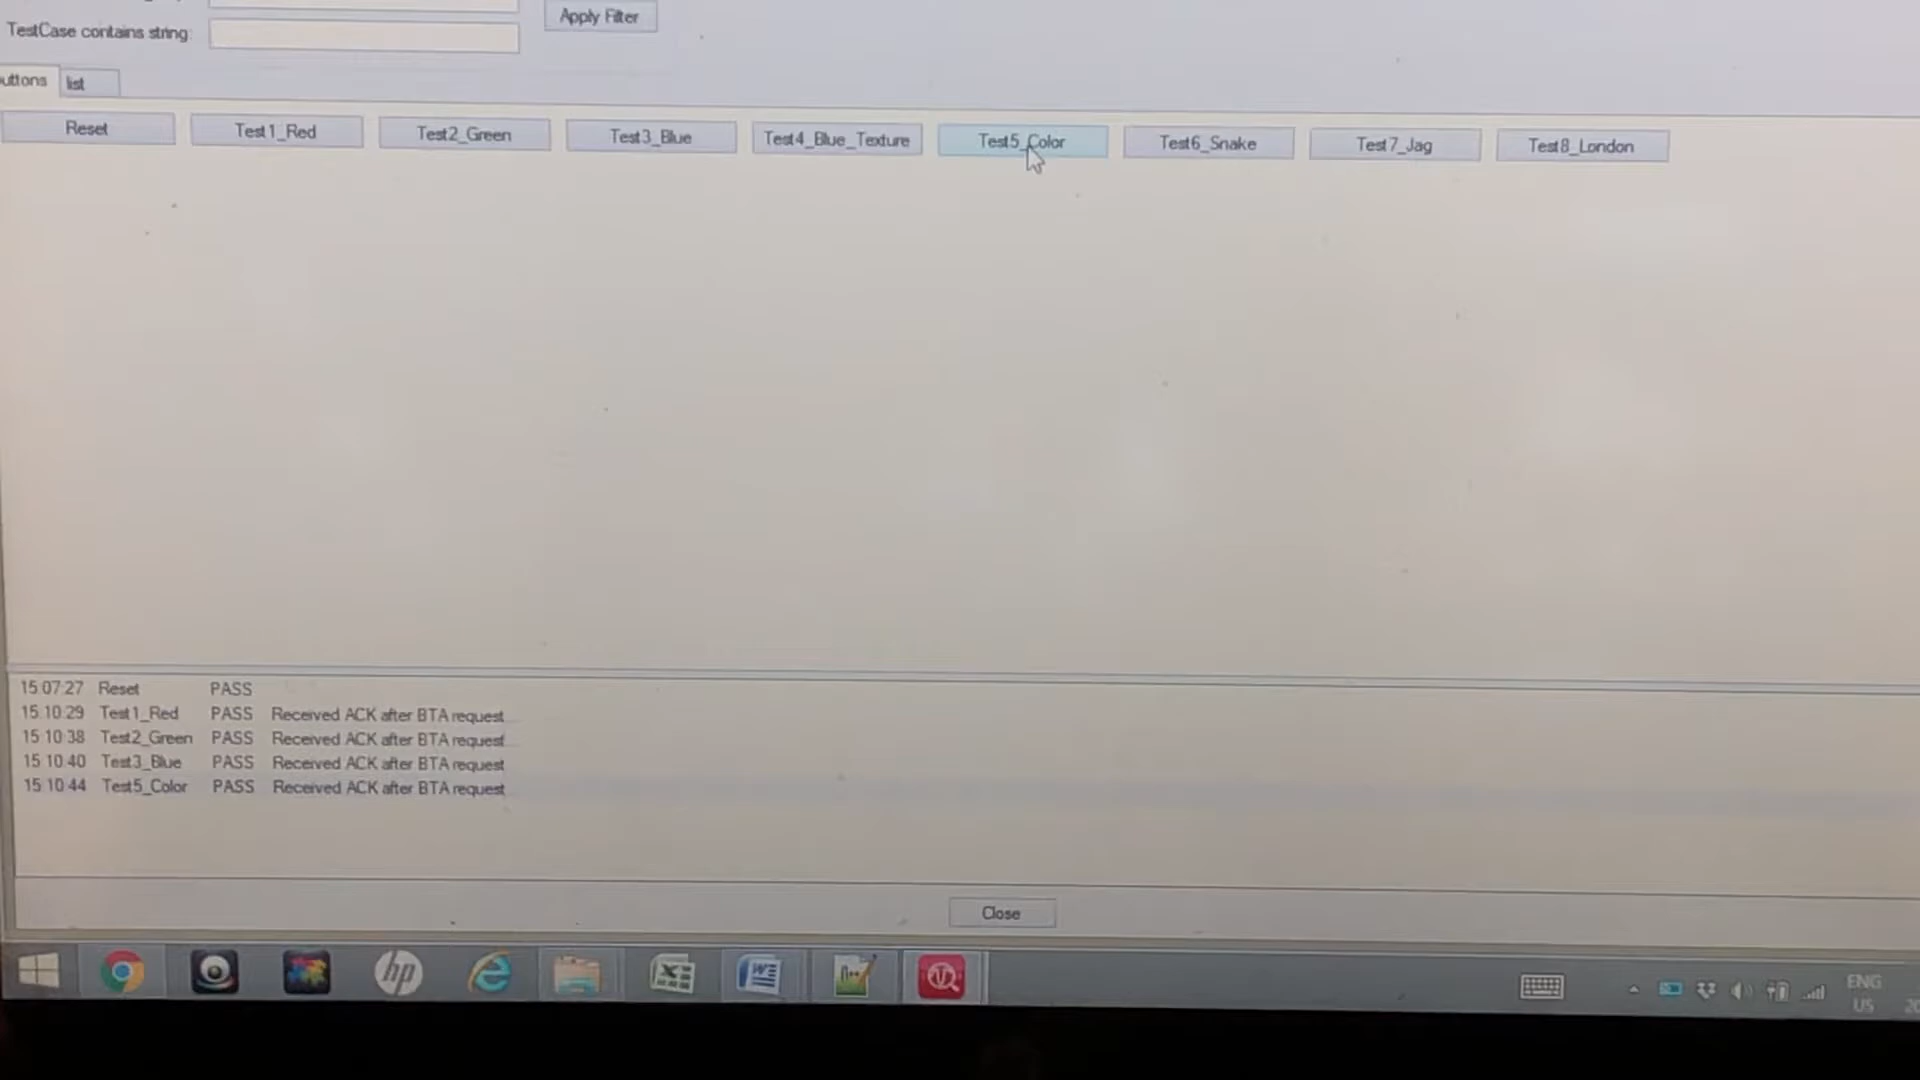 TestCase contains string:
Apply Filter
list
Reset
Test1_Red
Test2_Green
Test3_Blue
Test4_Blue_Texture
Test5_Color
Test6_Snake
Test7_Jag
Test8_London
15:07:27 Reset PASS
15:10:29 Test1_Red PASS Received ACK after BTA request
15:10:38 Test2_Green PASS Received ACK after BTA request
15:10:40 Test3_Blue PASS Received ACK after BTA request
15:10:44 Test5_Color PASS Received ACK after BTA request
Close
hp
ENG
US